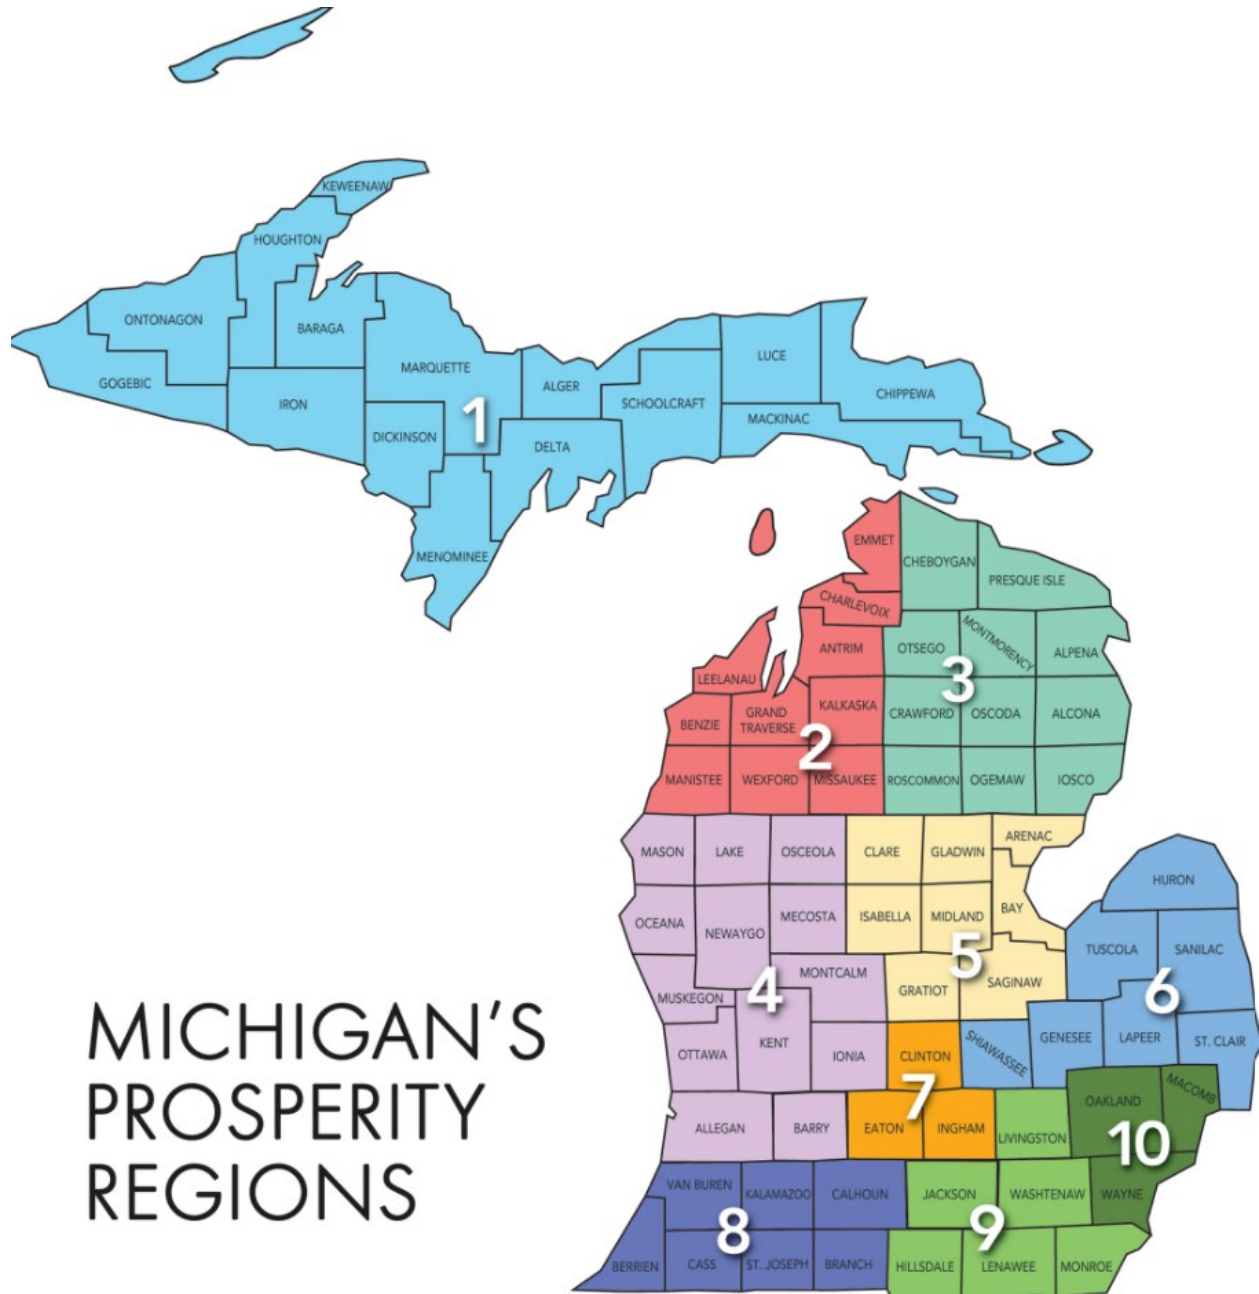 KEWEENAW
HOUGHTON
ONTONAGON
BARAGA
GOGEBIC
IRON
MARQUETTE
1
DICKINSON
MENOMINEE
ALGER
DELTA
SCHOOLCRAFT
LUCE
MACKINAC
CHIPPEWA
EMMET
CHARLEVOIX
ANTRIM
LEELANAU
BENZIE
GRAND
TRAVERSE
KALKASKA
2
MANISTEE
WEXFORD
MISSAUKEE
CHEBOYGAN
PRESQUE ISLE
OTSEGO
MONTMORENCY
ALPENA
3
CRAWFORD
OSCODA
ALCONA
ROSCOMMON
OGEMAW
IOSCO
MASON
LAKE
OSCEOLA
OCEANA
NEWAYGO
MECOSTA
MUSKEGON
4
MONTCALM
OTTAWA
KENT
IONIA
ALLEGAN
BARRY
CLARE
GLADWIN
ARENAC
ISABELLA
MIDLAND
BAY
5
GRATIOT
SAGINAW
HURON
TUSCOLA
SANILAC
6
SHIAWASSEE
GENESEE
LAPEER
ST. CLAIR
CLINTON
7
EATON
INGHAM
VAN BUREN
KALAMAZOO
CALHOUN
8
BERRIEN
CASS
ST. JOSEPH
BRANCH
LIVINGSTON
JACKSON
WASHTENAW
9
HILLSDALE
LENAWEE
MONROE
OAKLAND
MACOMB
10
WAYNE
MICHIGAN'S
PROSPERITY
REGIONS